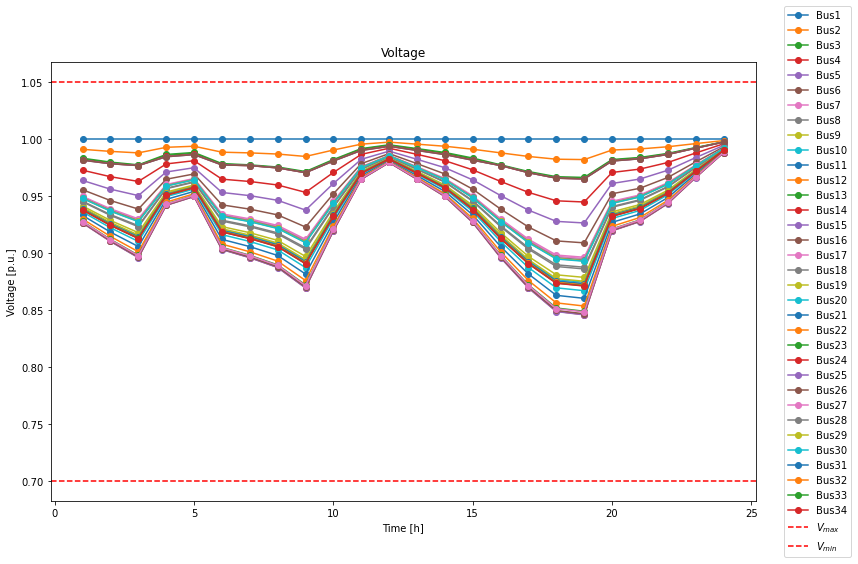 Voltage
Voltage [p.u.]
1.05
1.00
0.95
0.90
0.85
0.80
0.75
0.70
0
5
10
15
20
25
Time [h]
Bus1
Bus2
Bus3
Bus4
Bus5
Bus6
Bus7
Bus8
Bus9
Bus10
Bus11
Bus12
Bus13
Bus14
Bus15
Bus16
Bus17
Bus18
Bus19
Bus20
Bus21
Bus22
Bus23
Bus24
Bus25
Bus26
Bus27
Bus28
Bus29
Bus30
Bus31
Bus32
Bus33
Bus34
V_max
V_min